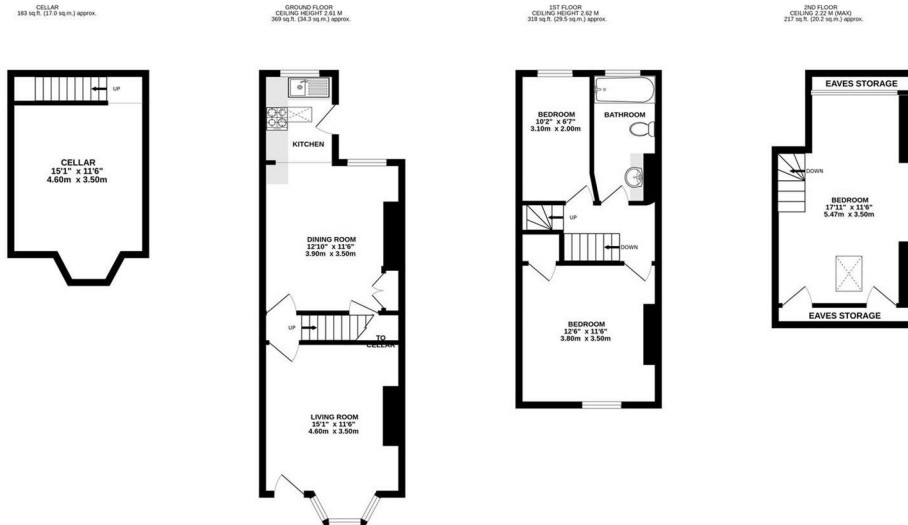 CELLAR
183 sq.ft. (17.0 sq.m.) approx.
GROUND FLOOR
CEILING HEIGHT 2.61 M
369 sq.ft. (34.3 sq.m.) approx.
1ST FLOOR
CEILING HEIGHT 2.62 M
318 sq.ft. (29.5 sq.m.) approx.
2ND FLOOR
CEILING 2.22 M (MAX)
217 sq.ft. (20.2 sq.m.) approx.
UP
CELLAR
15'1" x 11'6"
4.60m x 3.50m
KITCHEN
DINING ROOM
12'10" x 11'6"
3.90m x 3.50m
UP
TO
CELLAR
LIVING ROOM
15'1" x 11'6"
4.60m x 3.50m
BEDROOM
10'2" x 6'7"
3.10m x 2.00m
BATHROOM
UP
DOWN
BEDROOM
12'6" x 11'6"
3.80m x 3.50m
EAVES STORAGE
DOWN
BEDROOM
17'11" x 11'6"
5.47m x 3.50m
EAVES STORAGE